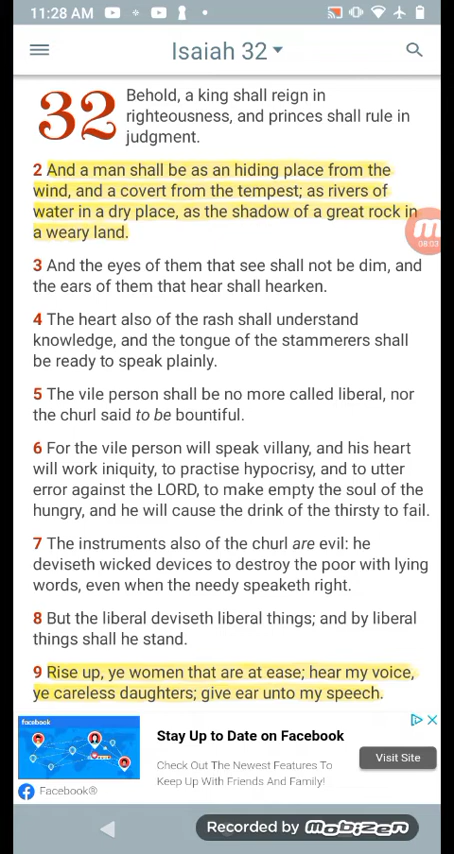 11:28 AM
Isaiah 32
32 Behold, a king shall reign in
righteousness, and princes shall rule in
judgment.
2 And a man shall be as an hiding place from the
wind, and a covert from the tempest; as rivers of
water in a dry place, as the shadow of a great rock in
a weary land.
08:03
3 And the eyes of them that see shall not be dim, and
the ears of them that hear shall hearken.
4 The heart also of the rash shall understand
knowledge, and the tongue of the stammerers shall
be ready to speak plainly.
5 The vile person shall be no more called liberal, nor
the churl said to be bountiful.
6 For the vile person will speak villany, and his heart
will work iniquity, to practise hypocrisy, and to utter
error against the LORD, to make empty the soul of the
hungry, and he will cause the drink of the thirsty to fail.
7 The instruments also of the churl are evil: he
deviseth wicked devices to destroy the poor with lying
words, even when the needy speaketh right.
8 But the liberal deviseth liberal things; and by liberal
things shall he stand.
9 Rise up, ye women that are at ease; hear my voice,
ye careless daughters; give ear unto my speech.
facebook
Stay Up to Date on Facebook
Check Out The Newest Features To
Keep Up With Friends And Family!
Visit Site
Facebook®
Recorded by mobizen